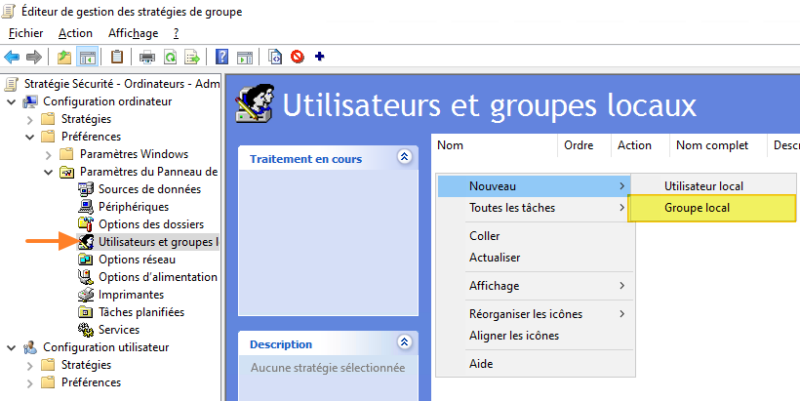 Éditeur de gestion des stratégies de groupe
Fichier Action Affichage ?
Stratégie Sécurité - Ordinateurs - Adm
Configuration ordinateur
Stratégies
Préférences
Paramètres Windows
Paramètres du Panneau de
Sources de données
Périphériques
Options des dossiers
Utilisateurs et groupes l
Options réseau
Options d'alimentation
Imprimantes
Tâches planifiées
Services
Configuration utilisateur
Stratégies
Préférences
Utilisateurs et groupes locaux
Traitement en cours
Description
Aucune stratégie sélectionnée
Nom Ordre Action Nom complet Descr
Nouveau
Toutes les tâches
Coller
Actualiser
Affichage
Réorganiser les icônes
Aligner les icônes
Aide
Utilisateur local
Groupe local